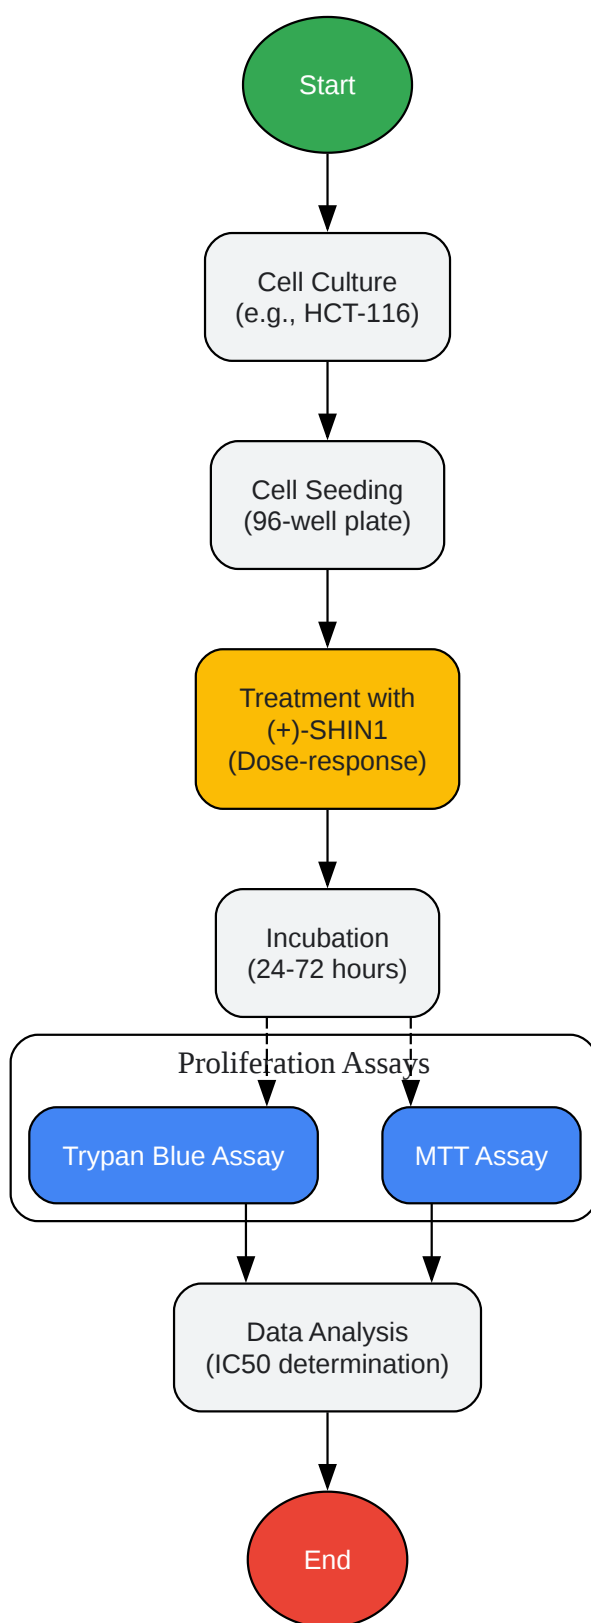 Start
Cell Culture
(e.g., HCT-116)
Cell Seeding
(96-well plate)
Treatment with
(+)-SHIN1
(Dose-response)
Incubation
(24-72 hours)
Proliferation Assays
Trypan Blue Assay
MTT Assay
Data Analysis
(IC50 determination)
End